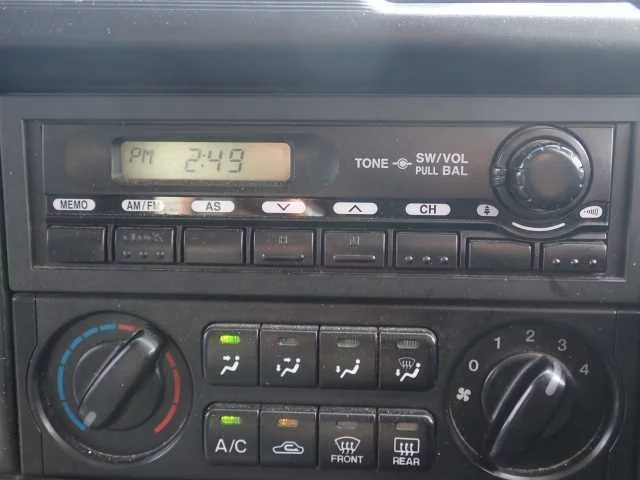 PM 2:49
TONE SW/VOL
PULL BAL
MEMO AM/FM AS CH
0 1 2 3 4
A/C FRONT REAR